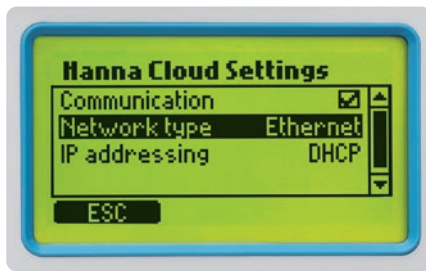 Hanna Cloud Settings
Communication
Network type Ethernet
IP addressing DHCP
ESC